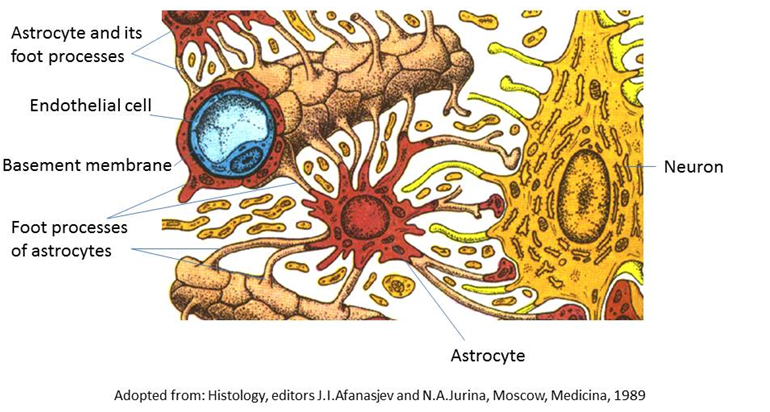 Astrocyte and its
foot processes
Endothelial cell
Basement membrane
Neuron
Foot processes
of astrocytes
Astrocyte
Adopted from: Histology, editors J.I.Afanasjev and N.A.Jurina, Moscow, Medicina, 1989